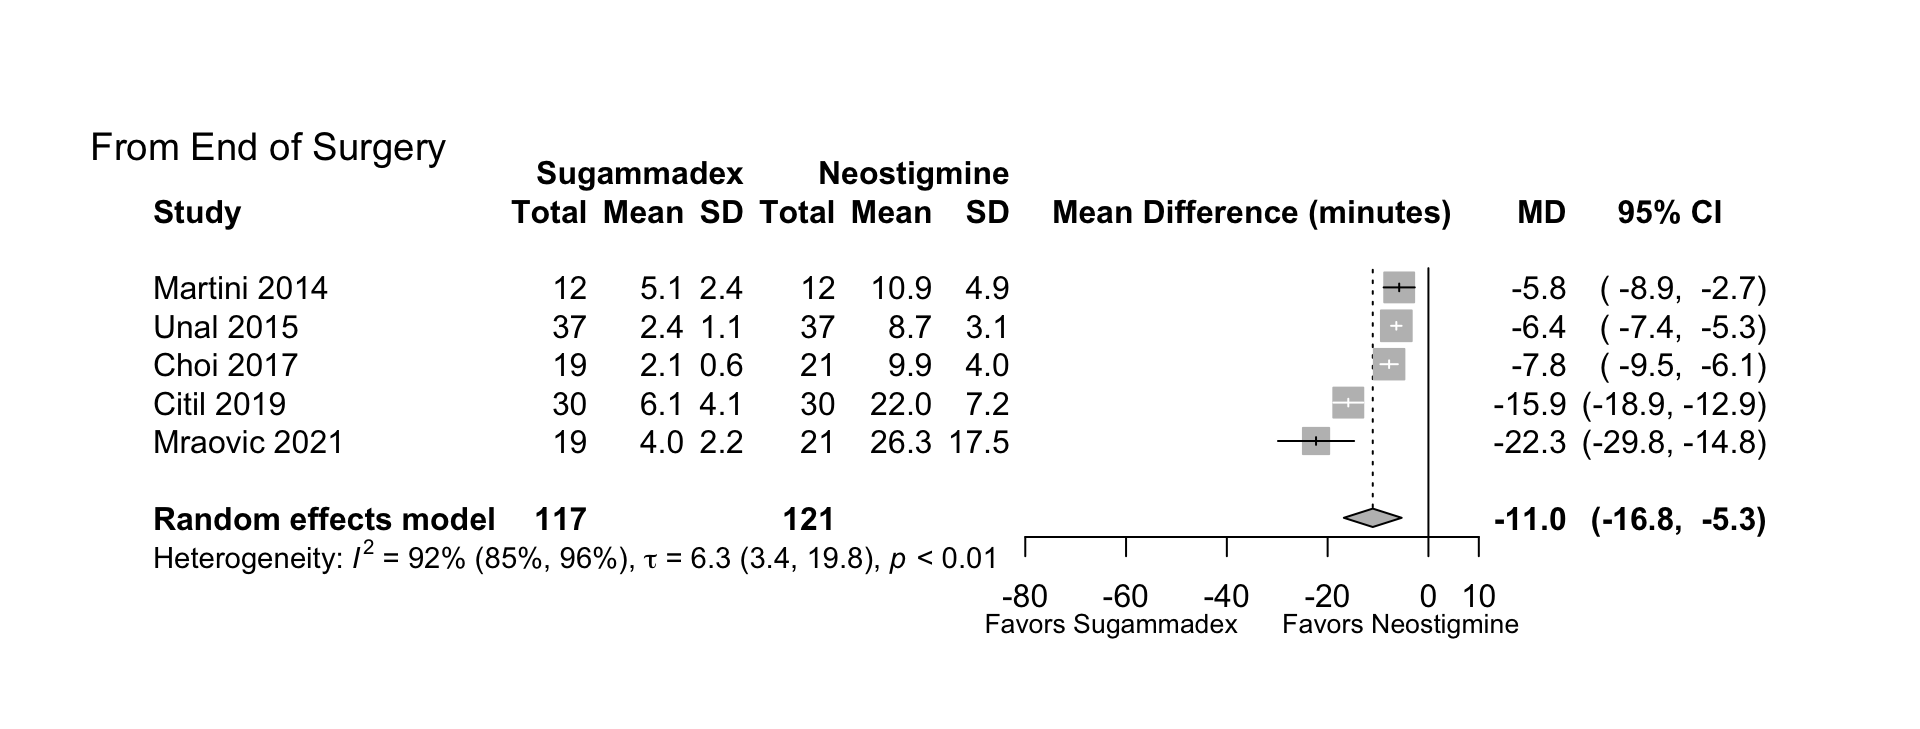 From End of Surgery
Sugammadex Neostigmine
Study Total Mean SD Total Mean SD Mean Difference (minutes) MD 95% CI
Martini 2014 12 5.1 2.4 12 10.9 4.9 -5.8 ( -8.9, -2.7)
Unal 2015 37 2.4 1.1 37 8.7 3.1 -6.4 ( -7.4, -5.3)
Choi 2017 19 2.1 0.6 21 9.9 4.0 -7.8 ( -9.5, -6.1)
Citil 2019 30 6.1 4.1 30 22.0 7.2 -15.9 (-18.9, -12.9)
Mraovic 2021 19 4.0 2.2 21 26.3 17.5 -22.3 (-29.8, -14.8)
Random effects model 117 121 -11.0 (-16.8, -5.3)
Heterogeneity: I² = 92% (85%, 96%), τ = 6.3 (3.4, 19.8), p < 0.01
-80 -60 -40 -20 0 10
Favors Sugammadex Favors Neostigmine